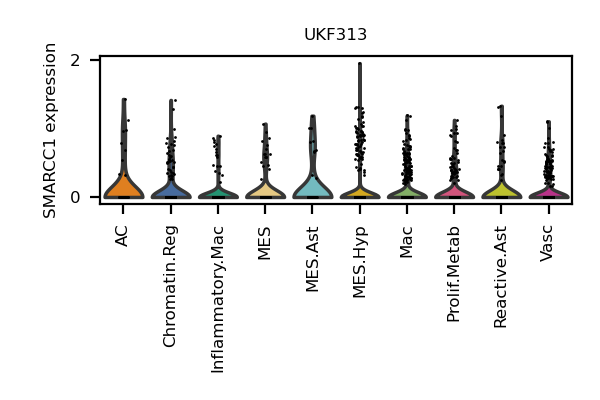 UKF313
SMARCC1 expression
2
0
AC
Chromatin.Reg
Inflammatory.Mac
MES
MES.Ast
MES.Hyp
Mac
Prolif.Metab
Reactive.Ast
Vasc